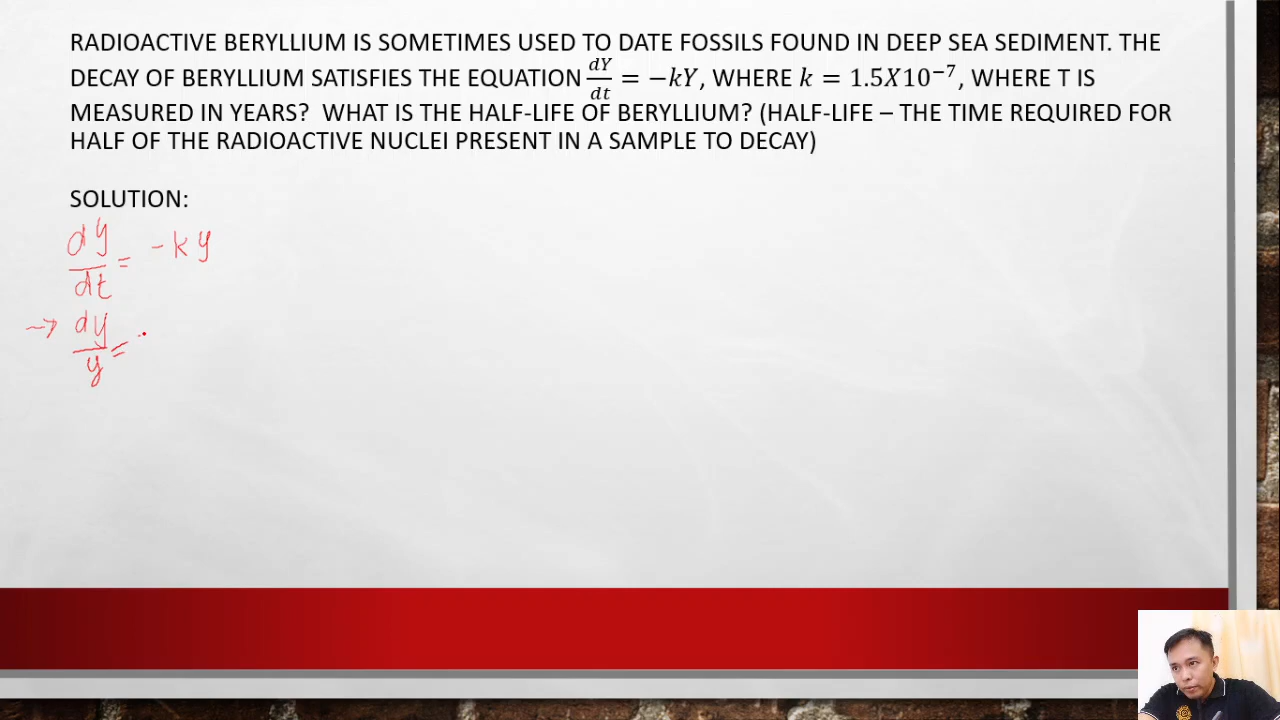 RADIOACTIVE BERYLLIUM IS SOMETIMES USED TO DATE FOSSILS FOUND IN DEEP SEA SEDIMENT. THE
DECAY OF BERYLLIUM SATISFIES THE EQUATION dY/dt = −kY, WHERE k = 1.5X10⁻⁷, WHERE T IS
MEASURED IN YEARS?  WHAT IS THE HALF-LIFE OF BERYLLIUM? (HALF-LIFE – THE TIME REQUIRED FOR
HALF OF THE RADIOACTIVE NUCLEI PRESENT IN A SAMPLE TO DECAY)
SOLUTION:
dy/dt = -ky
→ dy/y =